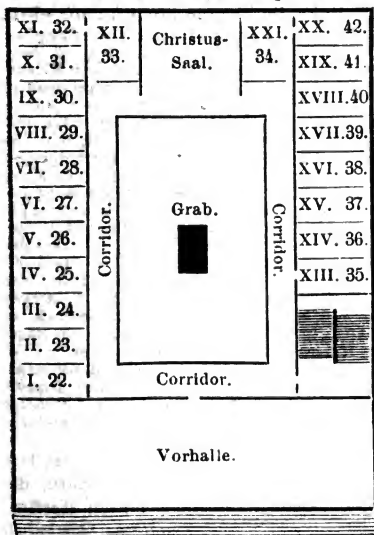 XI. 32.
XII. 33.
Christus-
Saal.
XXI. 34.
XX. 42.
X. 31.
XIX. 41.
IX. 30.
XVIII.40
VIII. 29.
XVII.39.
VII. 28.
XVI. 38.
VI. 27.
Grab.
XV. 37.
V. 26.
Corridor.
Corridor.
XIV. 36.
IV. 25.
XIII. 35.
III. 24.
II. 23.
I. 22.
Corridor.
Vorhalle.